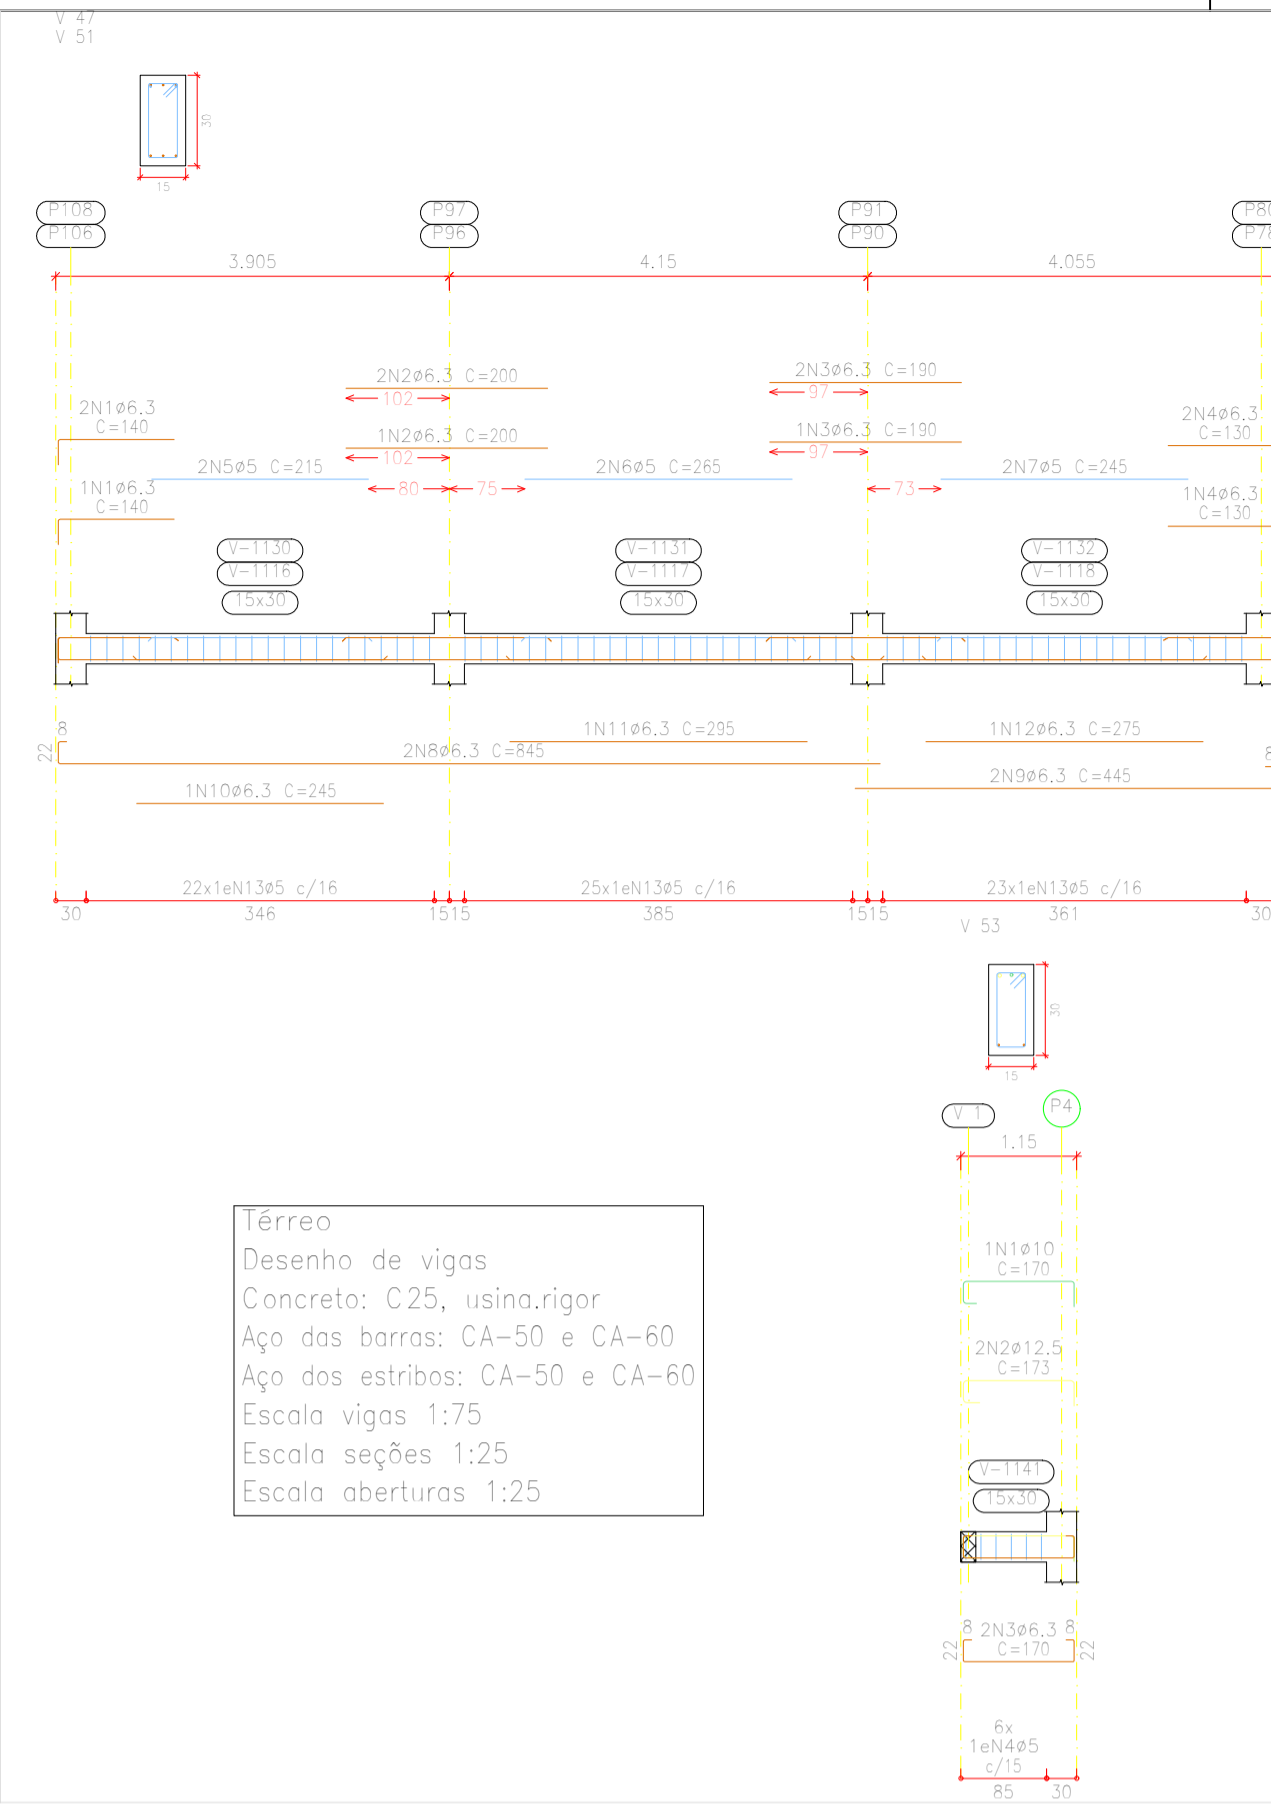 V 47
V 51
30
15
P108
P106
P97
P96
P91
P90
P80
P78
3.905
4.15
4.055
2N2ø6.3 C=200
102
2N3ø6.3 C=190
97
2N1ø6.3
C=140
1N2ø6.3 C=200
102
1N3ø6.3 C=190
97
2N4ø6.3
C=130
2N5ø5 C=215
80
75
2N6ø5 C=265
73
2N7ø5 C=245
1N1ø6.3
C=140
1N4ø6.3
C=130
V-1130
V-1116
15x30
V-1131
V-1117
15x30
V-1132
V-1118
15x30
8
22
1N11ø6.3 C=295
1N12ø6.3 C=275
2N8ø6.3 C=845
8
2N9ø6.3 C=445
1N10ø6.3 C=245
22x1eN13ø5 c/16
25x1eN13ø5 c/16
23x1eN13ø5 c/16
30
346
1515
385
1515
361
30
V 53
30
15
V 1
P4
1.15
1N1ø10
C=170
2N2ø12.5
C=173
V-1141
15x30
8
2N3ø6.3
8
22
C=170
22
6x
1eN4ø5
c/15
85
30
Térreo
Desenho de vigas
Concreto: C25, usina.rigor
Aço das barras: CA-50 e CA-60
Aço dos estribos: CA-50 e CA-60
Escala vigas 1:75
Escala seções 1:25
Escala aberturas 1:25